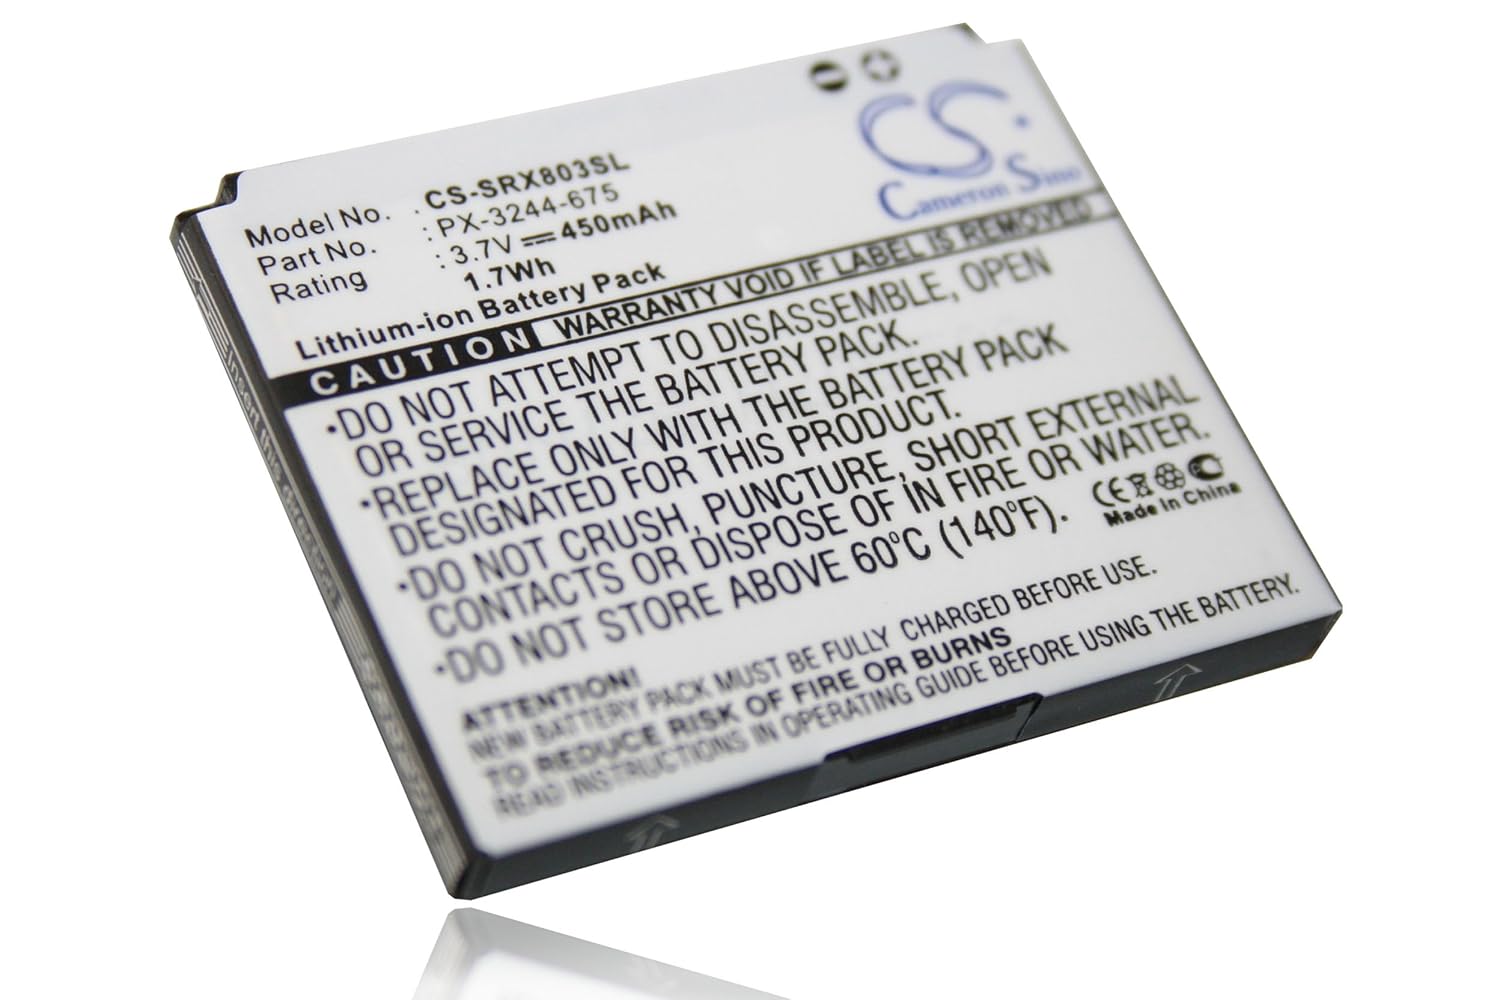 CS
Cameron Sino
Model No. : CS-SRX803SL
Part No. : PX-3244-675
Rating : 3.7V 450mAh
1.7Wh
Lithium-ion Battery Pack
CAUTION WARRANTY VOID IF LABEL IS REMOVED
•DO NOT ATTEMPT TO DISASSEMBLE, OPEN
OR SERVICE THE BATTERY PACK.
•REPLACE ONLY WITH THE BATTERY PACK
DESIGNATED FOR THIS PRODUCT.
•DO NOT CRUSH, PUNCTURE, SHORT EXTERNAL
CONTACTS OR DISPOSE OF IN FIRE OR WATER.
•DO NOT STORE ABOVE 60°C (140°F).
CE
Made in China
ATTENTION!
NEW BATTERY PACK MUST BE FULLY CHARGED BEFORE USE.
TO REDUCE RISK OF FIRE OR BURNS
READ INSTRUCTIONS IN OPERATING GUIDE BEFORE USING THE BATTERY.
Insert this direction